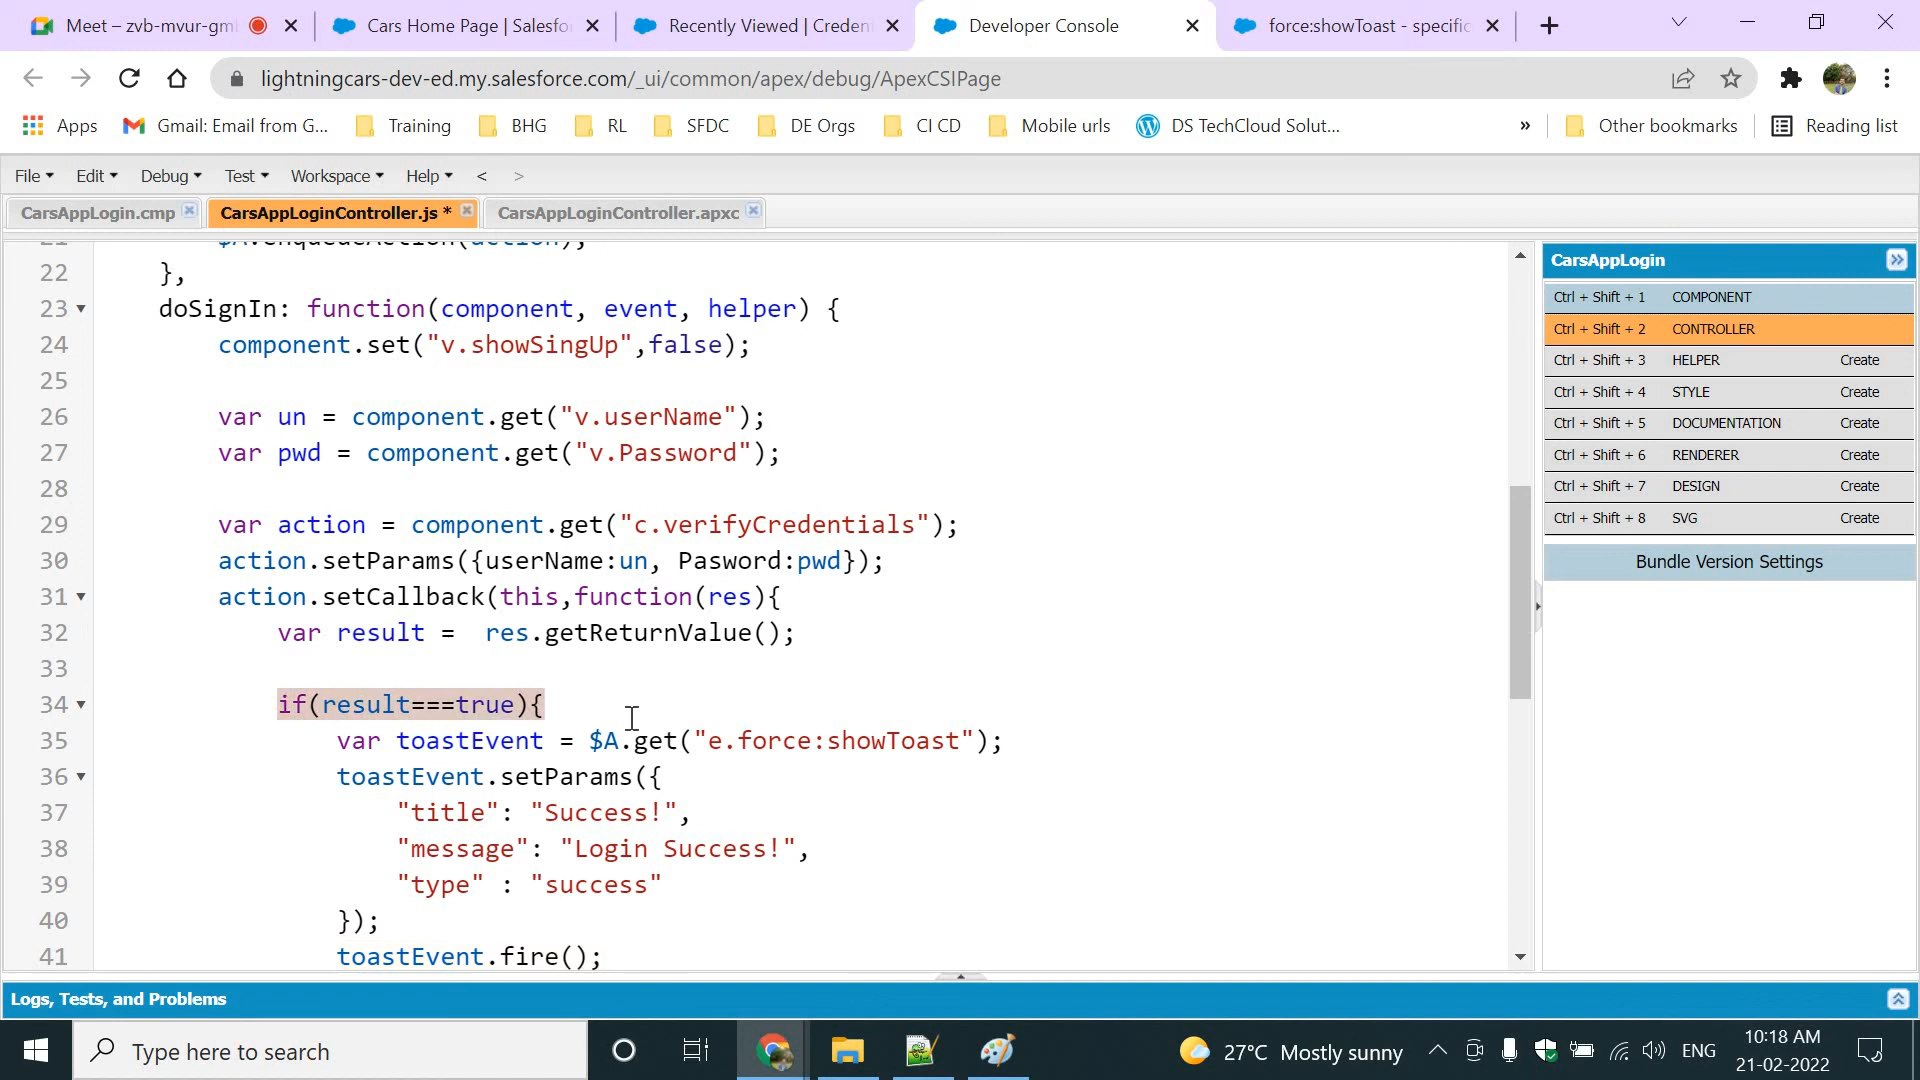 Meet – zvb-mvur-gml
Cars Home Page | Salesfo
Recently Viewed | Creden
Developer Console
force:showToast - specific
lightningcars-dev-ed.my.salesforce.com/_ui/common/apex/debug/ApexCSIPage
Apps
Gmail: Email from G...
Training
BHG
RL
SFDC
DE Orgs
CI CD
Mobile urls
DS TechCloud Solut...
»
Other bookmarks
Reading list
File
Edit
Debug
Test
Workspace
Help
<
>
CarsAppLogin.cmp
CarsAppLoginController.js *
CarsAppLoginController.apxc
21 $A.enqueueAction(action);
22 },
23 doSignIn: function(component, event, helper) {
24 component.set("v.showSingUp",false);
25
26 var un = component.get("v.userName");
27 var pwd = component.get("v.Password");
28
29 var action = component.get("c.verifyCredentials");
30 action.setParams({userName:un, Pasword:pwd});
31 action.setCallback(this,function(res){
32 var result =  res.getReturnValue();
33
34 if(result===true){
35 var toastEvent = $A.get("e.force:showToast");
36 toastEvent.setParams({
37 "title": "Success!",
38 "message": "Login Success!",
39 "type" : "success"
40 });
41 toastEvent.fire();
CarsAppLogin
Ctrl + Shift + 1 COMPONENT
Ctrl + Shift + 2 CONTROLLER
Ctrl + Shift + 3 HELPER Create
Ctrl + Shift + 4 STYLE Create
Ctrl + Shift + 5 DOCUMENTATION Create
Ctrl + Shift + 6 RENDERER Create
Ctrl + Shift + 7 DESIGN Create
Ctrl + Shift + 8 SVG Create
Bundle Version Settings
Logs, Tests, and Problems
Type here to search
27°C Mostly sunny
ENG
10:18 AM
21-02-2022